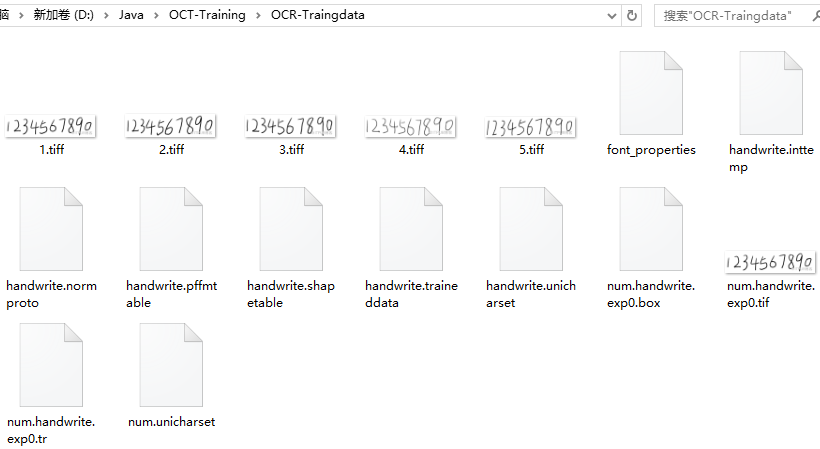 脑 > 新加卷 (D:) > Java > OCT-Training > OCR-Traingdata
搜索"OCR-Traingdata"
1234567890 1234567890 1234567890 1234567890 1234567890
1.tiff 2.tiff 3.tiff 4.tiff 5.tiff font_properties handwrite.inttemp
handwrite.normproto handwrite.pffmtable handwrite.shapetable handwrite.traineddata handwrite.unicharset num.handwrite.exp0.box 1234567890 num.handwrite.exp0.tif
num.handwrite.exp0.tr num.unicharset